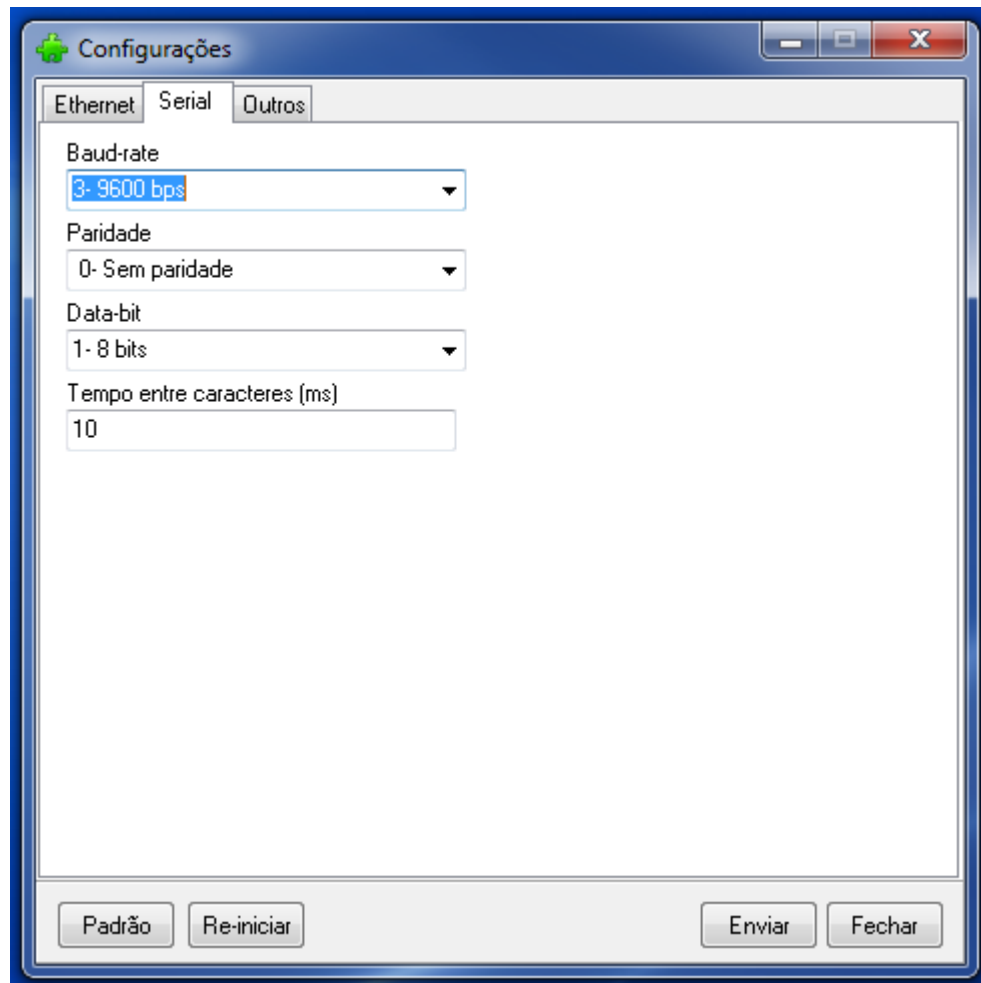 Configurações
Ethernet Serial Outros
Baud-rate
3- 9600 bps
Paridade
0- Sem paridade
Data-bit
1- 8 bits
Tempo entre caracteres (ms)
10
Padrão Re-iniciar Enviar Fechar